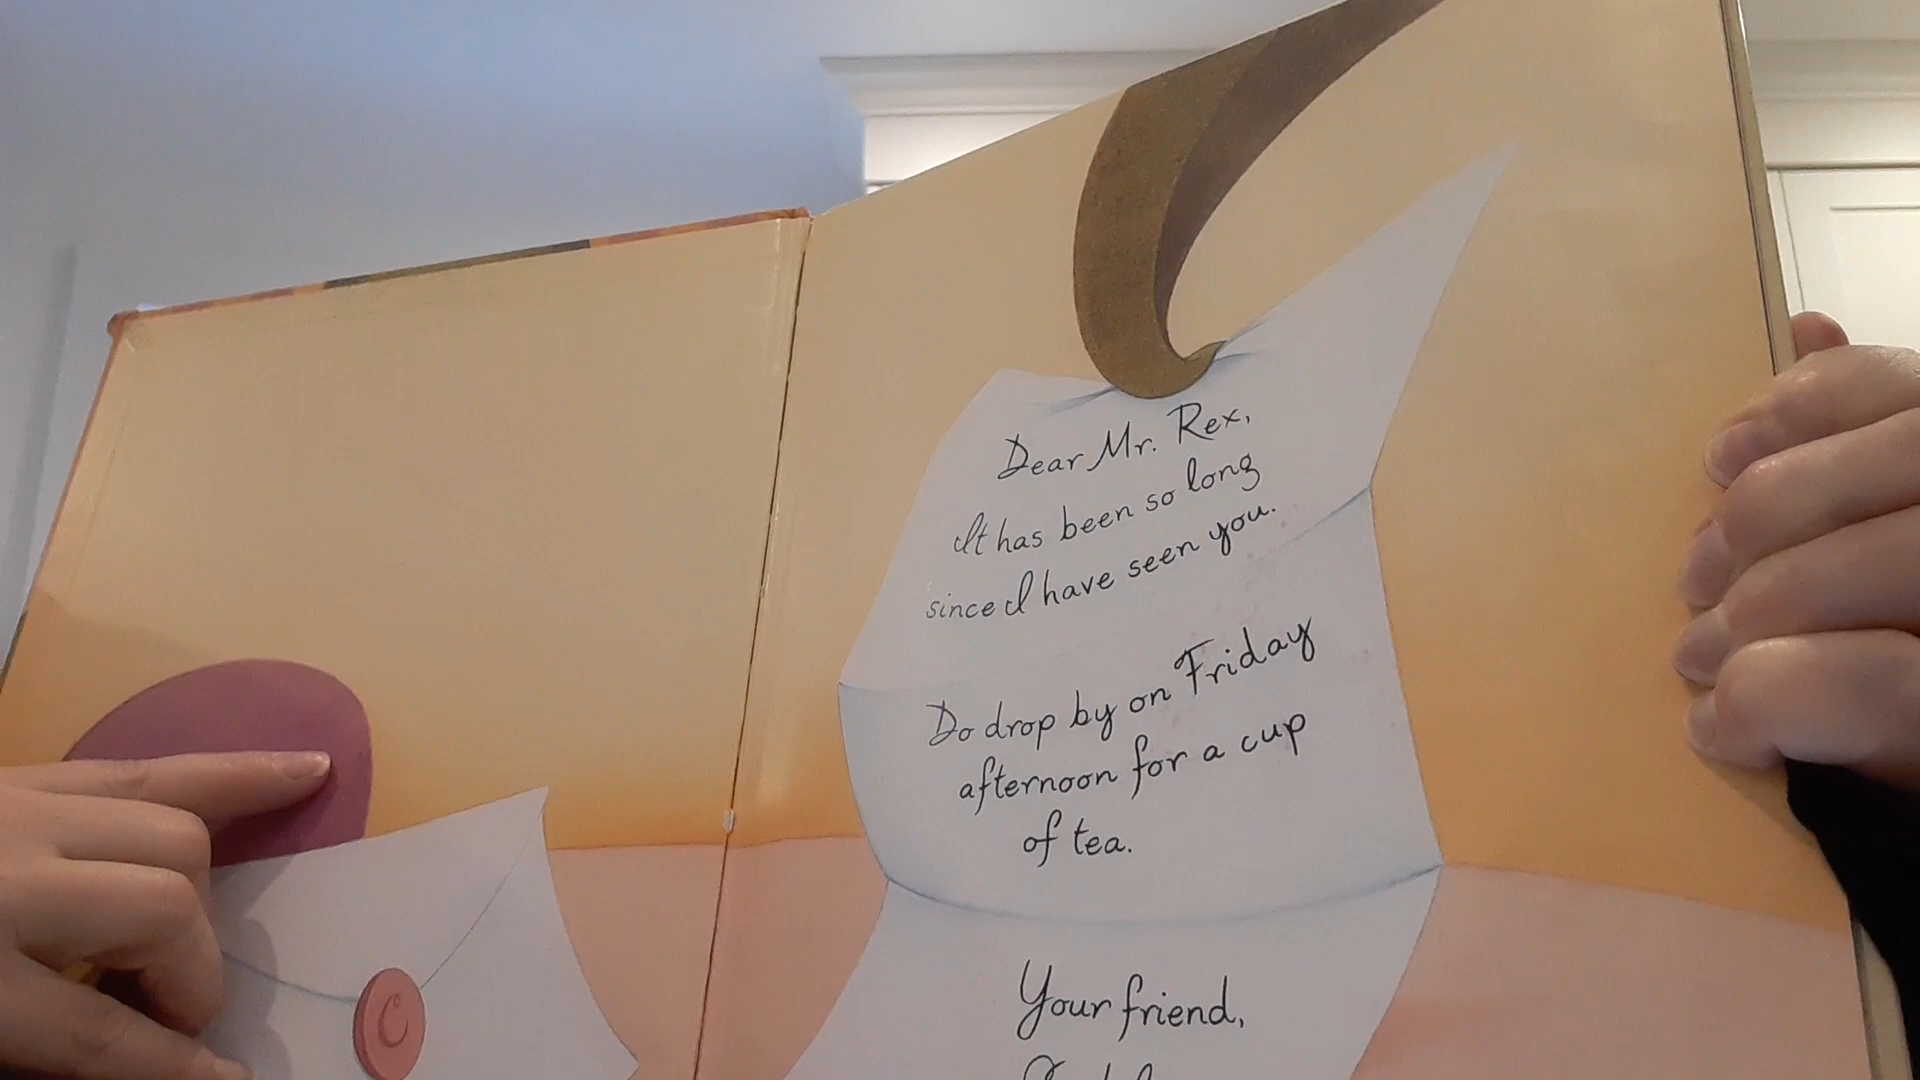 Dear Mr. Rex,
It has been so long
since I have seen you.
Do drop by on Friday
afternoon for a cup
of tea.
Your friend,
C